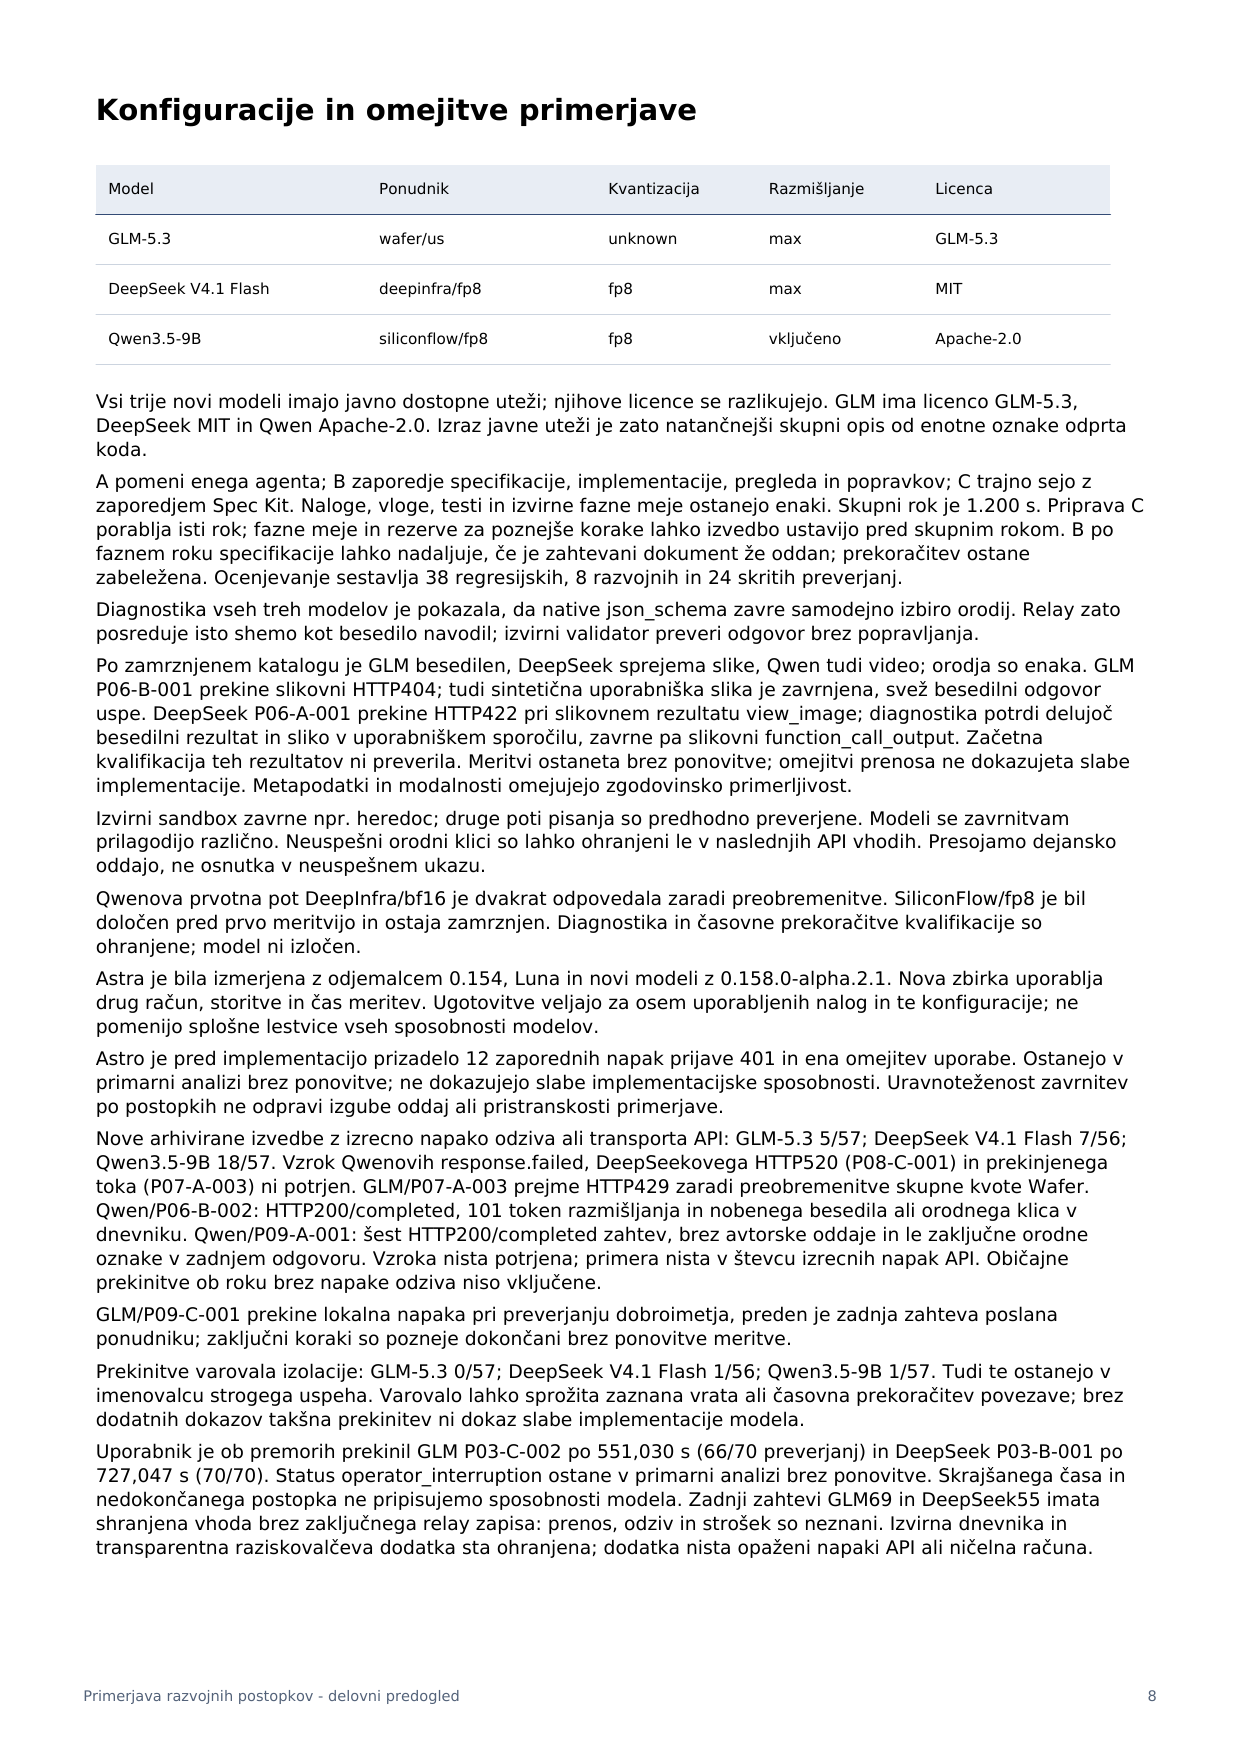 Konfiguracije in omejitve primerjave
Model Ponudnik Kvantizacija Razmišljanje Licenca
GLM-5.3 wafer/us unknown max GLM-5.3
DeepSeek V4.1 Flash deepinfra/fp8 fp8 max MIT
Qwen3.5-9B siliconflow/fp8 fp8 vključeno Apache-2.0
Vsi trije novi modeli imajo javno dostopne uteži; njihove licence se razlikujejo. GLM ima licenco GLM-5.3,
DeepSeek MIT in Qwen Apache-2.0. Izraz javne uteži je zato natančnejši skupni opis od enotne oznake odprta
koda.
A pomeni enega agenta; B zaporedje specifikacije, implementacije, pregleda in popravkov; C trajno sejo z
zaporedjem Spec Kit. Naloge, vloge, testi in izvirne fazne meje ostanejo enaki. Skupni rok je 1.200 s. Priprava C
porablja isti rok; fazne meje in rezerve za poznejše korake lahko izvedbo ustavijo pred skupnim rokom. B po
faznem roku specifikacije lahko nadaljuje, če je zahtevani dokument že oddan; prekoračitev ostane
zabeležena. Ocenjevanje sestavlja 38 regresijskih, 8 razvojnih in 24 skritih preverjanj.
Diagnostika vseh treh modelov je pokazala, da native json_schema zavre samodejno izbiro orodij. Relay zato
posreduje isto shemo kot besedilo navodil; izvirni validator preveri odgovor brez popravljanja.
Po zamrznjenem katalogu je GLM besedilen, DeepSeek sprejema slike, Qwen tudi video; orodja so enaka. GLM
P06-B-001 prekine slikovni HTTP404; tudi sintetična uporabniška slika je zavrnjena, svež besedilni odgovor
uspe. DeepSeek P06-A-001 prekine HTTP422 pri slikovnem rezultatu view_image; diagnostika potrdi delujoč
besedilni rezultat in sliko v uporabniškem sporočilu, zavrne pa slikovni function_call_output. Začetna
kvalifikacija teh rezultatov ni preverila. Meritvi ostaneta brez ponovitve; omejitvi prenosa ne dokazujeta slabe
implementacije. Metapodatki in modalnosti omejujejo zgodovinsko primerljivost.
Izvirni sandbox zavrne npr. heredoc; druge poti pisanja so predhodno preverjene. Modeli se zavrnitvam
prilagodijo različno. Neuspešni orodni klici so lahko ohranjeni le v naslednjih API vhodih. Presojamo dejansko
oddajo, ne osnutka v neuspešnem ukazu.
Qwenova prvotna pot DeepInfra/bf16 je dvakrat odpovedala zaradi preobremenitve. SiliconFlow/fp8 je bil
določen pred prvo meritvijo in ostaja zamrznjen. Diagnostika in časovne prekoračitve kvalifikacije so
ohranjene; model ni izločen.
Astra je bila izmerjena z odjemalcem 0.154, Luna in novi modeli z 0.158.0-alpha.2.1. Nova zbirka uporablja
drug račun, storitve in čas meritev. Ugotovitve veljajo za osem uporabljenih nalog in te konfiguracije; ne
pomenijo splošne lestvice vseh sposobnosti modelov.
Astro je pred implementacijo prizadelo 12 zaporednih napak prijave 401 in ena omejitev uporabe. Ostanejo v
primarni analizi brez ponovitve; ne dokazujejo slabe implementacijske sposobnosti. Uravnoteženost zavrnitev
po postopkih ne odpravi izgube oddaj ali pristranskosti primerjave.
Nove arhivirane izvedbe z izrecno napako odziva ali transporta API: GLM-5.3 5/57; DeepSeek V4.1 Flash 7/56;
Qwen3.5-9B 18/57. Vzrok Qwenovih response.failed, DeepSeekovega HTTP520 (P08-C-001) in prekinjenega
toka (P07-A-003) ni potrjen. GLM/P07-A-003 prejme HTTP429 zaradi preobremenitve skupne kvote Wafer.
Qwen/P06-B-002: HTTP200/completed, 101 token razmišljanja in nobenega besedila ali orodnega klica v
dnevniku. Qwen/P09-A-001: šest HTTP200/completed zahtev, brez avtorske oddaje in le zaključne orodne
oznake v zadnjem odgovoru. Vzroka nista potrjena; primera nista v števcu izrecnih napak API. Običajne
prekinitve ob roku brez napake odziva niso vključene.
GLM/P09-C-001 prekine lokalna napaka pri preverjanju dobroimetja, preden je zadnja zahteva poslana
ponudniku; zaključni koraki so pozneje dokončani brez ponovitve meritve.
Prekinitve varovala izolacije: GLM-5.3 0/57; DeepSeek V4.1 Flash 1/56; Qwen3.5-9B 1/57. Tudi te ostanejo v
imenovalcu strogega uspeha. Varovalo lahko sprožita zaznana vrata ali časovna prekoračitev povezave; brez
dodatnih dokazov takšna prekinitev ni dokaz slabe implementacije modela.
Uporabnik je ob premorih prekinil GLM P03-C-002 po 551,030 s (66/70 preverjanj) in DeepSeek P03-B-001 po
727,047 s (70/70). Status operator_interruption ostane v primarni analizi brez ponovitve. Skrajšanega časa in
nedokončanega postopka ne pripisujemo sposobnosti modela. Zadnji zahtevi GLM69 in DeepSeek55 imata
shranjena vhoda brez zaključnega relay zapisa: prenos, odziv in strošek so neznani. Izvirna dnevnika in
transparentna raziskovalčeva dodatka sta ohranjena; dodatka nista opaženi napaki API ali ničelna računa.
Primerjava razvojnih postopkov - delovni predogled 8